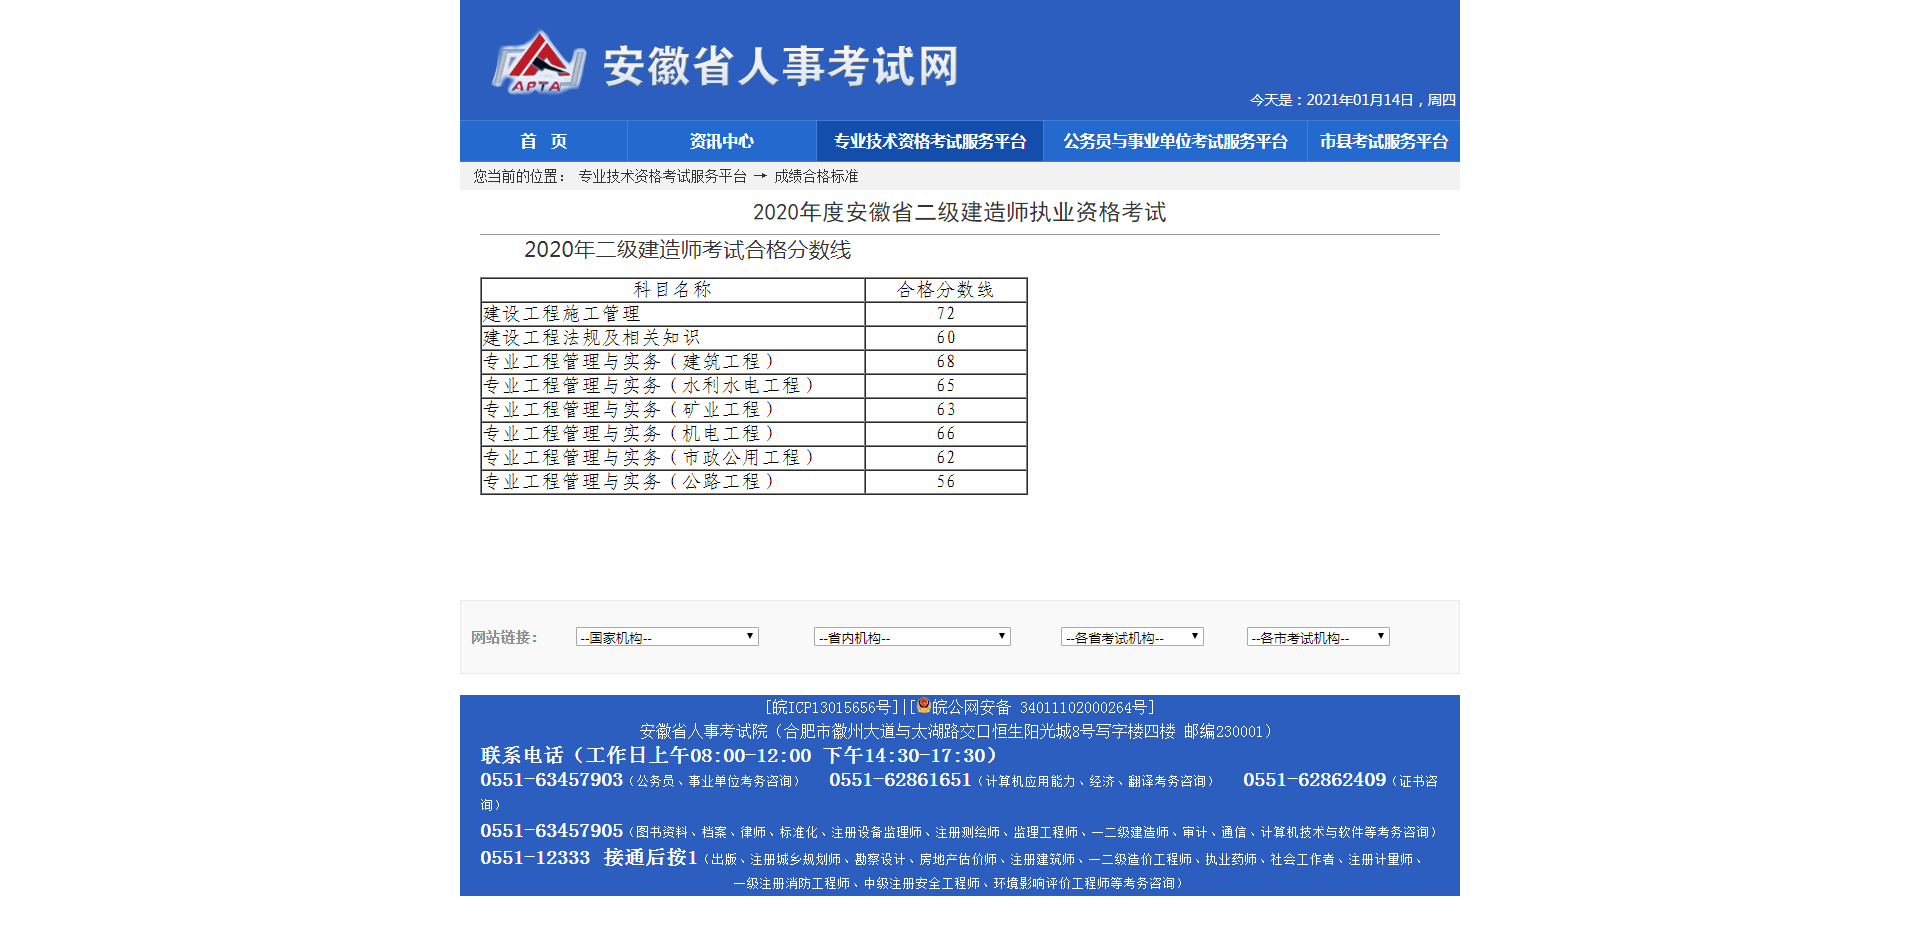 APTA
安徽省人事考试网
今天是：2021年01月14日，周四
首 页 资讯中心 专业技术资格考试服务平台 公务员与事业单位考试服务平台 市县考试服务平台
您当前的位置： 专业技术资格考试服务平台 → 成绩合格标准
2020年度安徽省二级建造师执业资格考试
2020年二级建造师考试合格分数线
科目名称 合格分数线
建设工程施工管理 72
建设工程法规及相关知识 60
专业工程管理与实务（建筑工程） 68
专业工程管理与实务（水利水电工程） 65
专业工程管理与实务（矿业工程） 63
专业工程管理与实务（机电工程） 66
专业工程管理与实务（市政公用工程） 62
专业工程管理与实务（公路工程） 56
网站链接： --国家机构-- --省内机构-- --各省考试机构-- --各市考试机构--
[皖ICP13015656号]|[皖公网安备 34011102000264号]
安徽省人事考试院（合肥市徽州大道与太湖路交口恒生阳光城8号写字楼四楼 邮编230001）
联系电话（工作日上午08:00-12:00 下午14:30-17:30）
0551-63457903（公务员、事业单位考务咨询） 0551-62861651（计算机应用能力、经济、翻译考务咨询） 0551-62862409（证书咨
询）
0551-63457905（图书资料、档案、律师、标准化、注册设备监理师、注册测绘师、监理工程师、一二级建造师、审计、通信、计算机技术与软件等考务咨询）
0551-12333 接通后按1（出版、注册城乡规划师、勘察设计、房地产估价师、注册建筑师、一二级造价工程师、执业药师、社会工作者、注册计量师、
一级注册消防工程师、中级注册安全工程师、环境影响评价工程师等考务咨询）